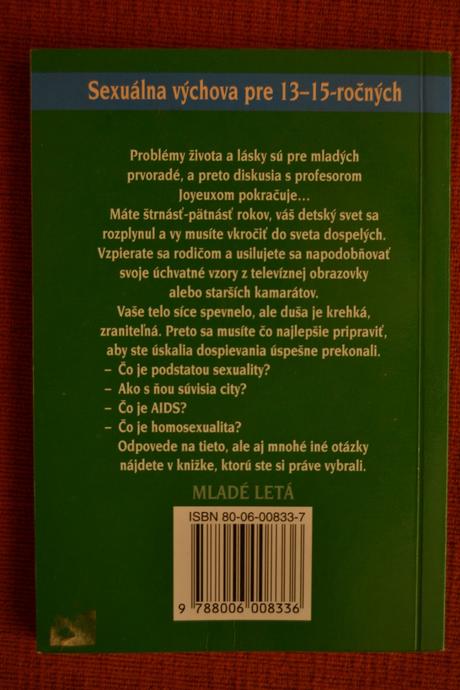 Sexuálna výchova pre 13–15-ročných
Problémy života a lásky sú pre mladých
prvoradé, a preto diskusia s profesorom
Joyeuxom pokračuje...
Máte štrnásť-pätnásť rokov, váš detský svet sa
rozplynul a vy musíte vkročiť do sveta dospelých.
Vzpierate sa rodičom a usilujete sa napodobňovať
svoje úchvatné vzory z televíznej obrazovky
alebo starších kamarátov.
Vaše telo síce spevnelo, ale duša je krehká,
zraniteľná. Preto sa musíte čo najlepšie pripraviť,
aby ste úskalia dospievania úspešne prekonali.
– Čo je podstatou sexuality?
– Ako s ňou súvisia city?
– Čo je AIDS?
– Čo je homosexualita?
Odpovede na tieto, ale aj mnohé iné otázky
nájdete v knižke, ktorú ste si práve vybrali.
MLADÉ LETÁ
ISBN 80-06-00833-7
9 788006 008336